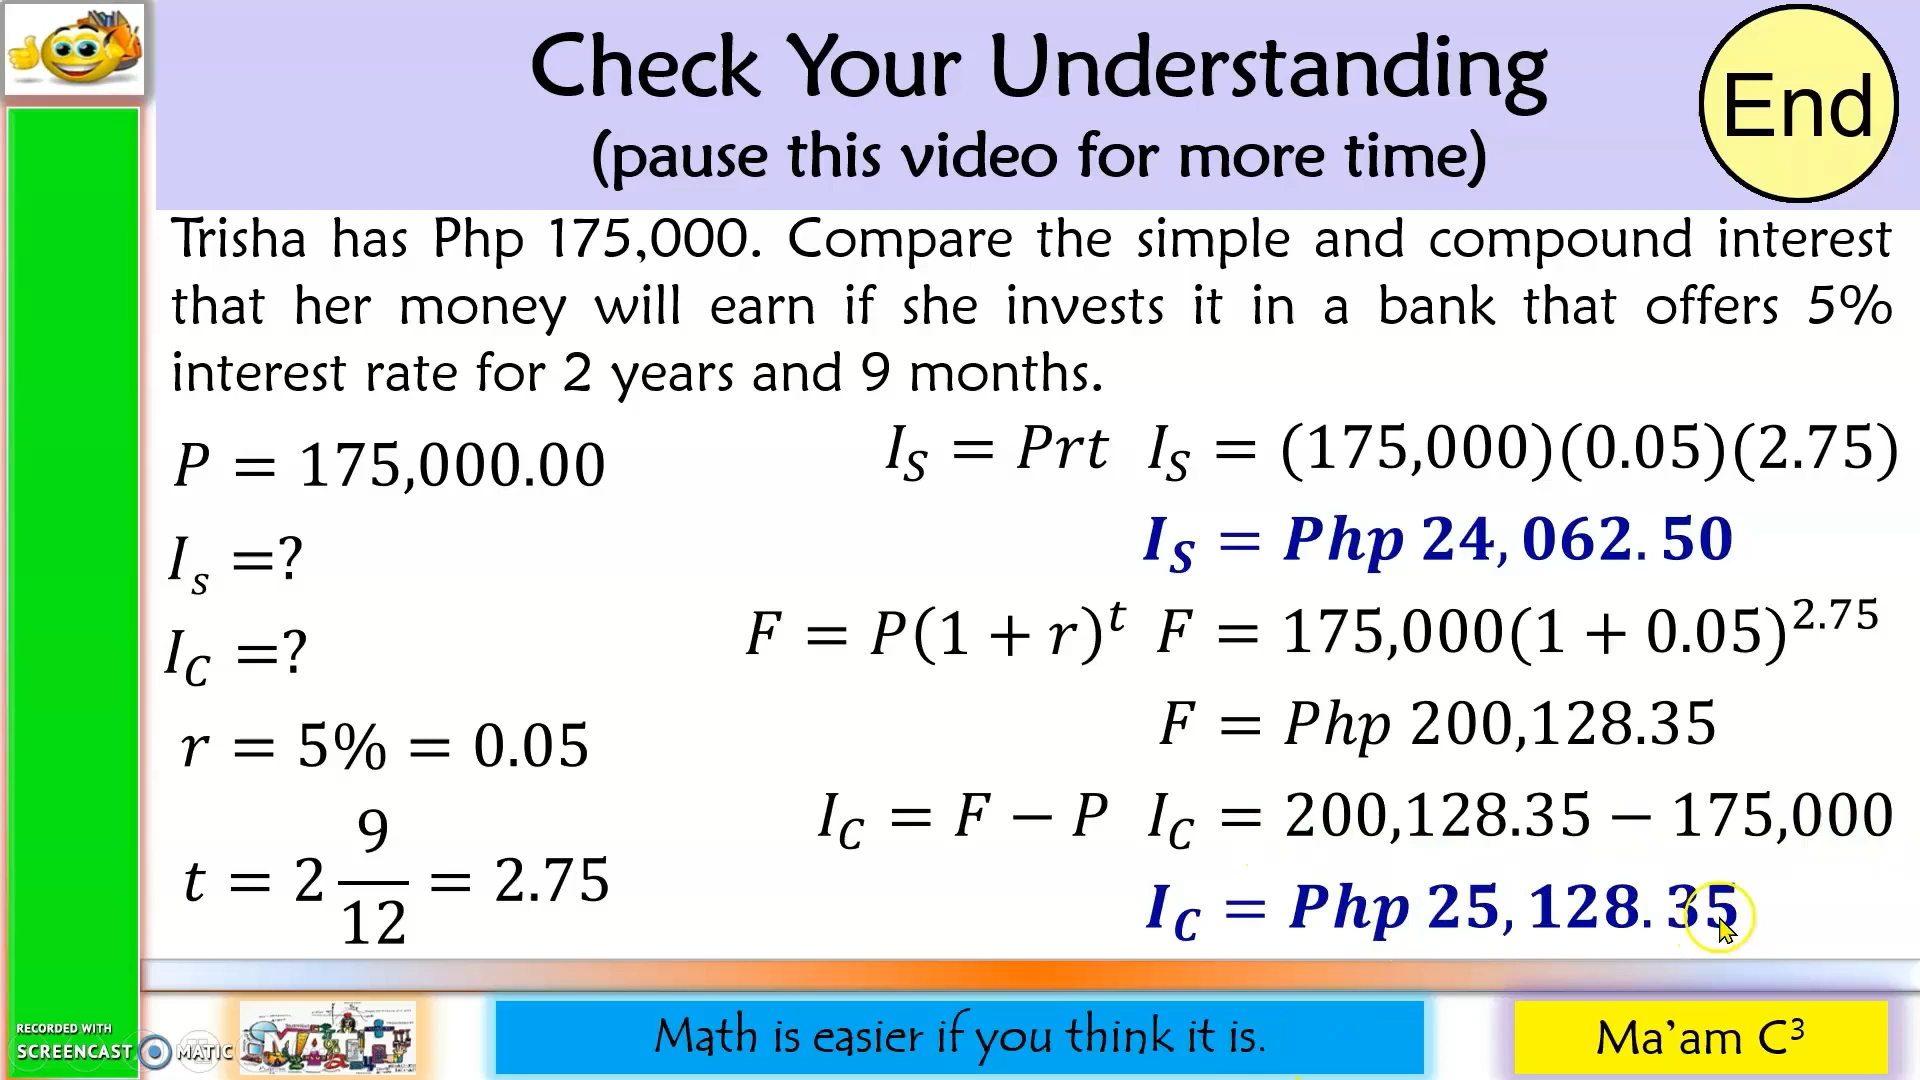 Check Your Understanding
(pause this video for more time)
End
Trisha has Php 175,000. Compare the simple and compound interest
that her money will earn if she invests it in a bank that offers 5%
interest rate for 2 years and 9 months.
P = 175,000.00
I_s =?
I_C =?
r = 5% = 0.05
t = 2 9/12 = 2.75
I_S = Prt I_S = (175,000)(0.05)(2.75)
I_S = Php 24,062.50
F = P(1 + r)^t F = 175,000(1 + 0.05)^2.75
F = Php 200,128.35
I_C = F − P I_C = 200,128.35 − 175,000
I_C = Php 25,128.35
RECORDED WITH
SCREENCAST MATIC
MATH
Math is easier if you think it is.
Ma’am C³